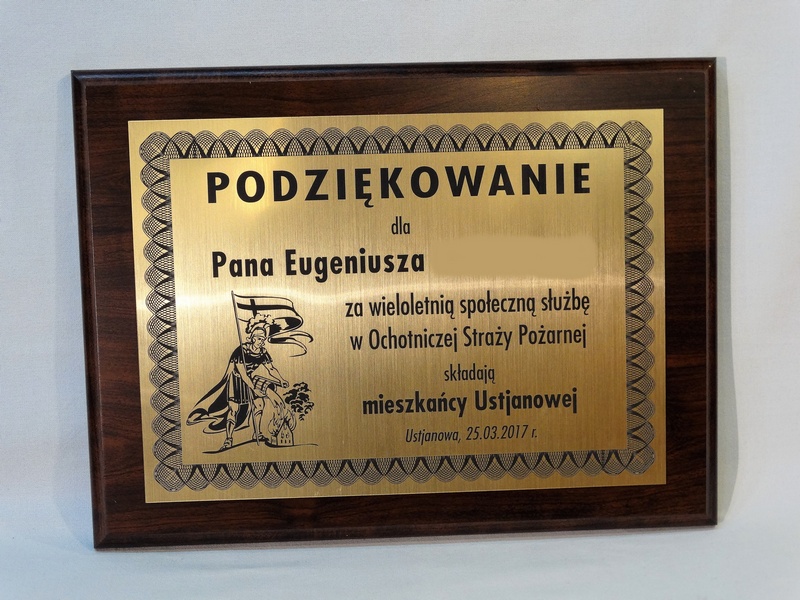 PODZIĘKOWANIE
dla
Pana Eugeniusza
za wieloletnią społeczną służbę
w Ochotniczej Straży Pożarnej
składają
mieszkańcy Ustjanowej
Ustjanowa, 25.03.2017 r.